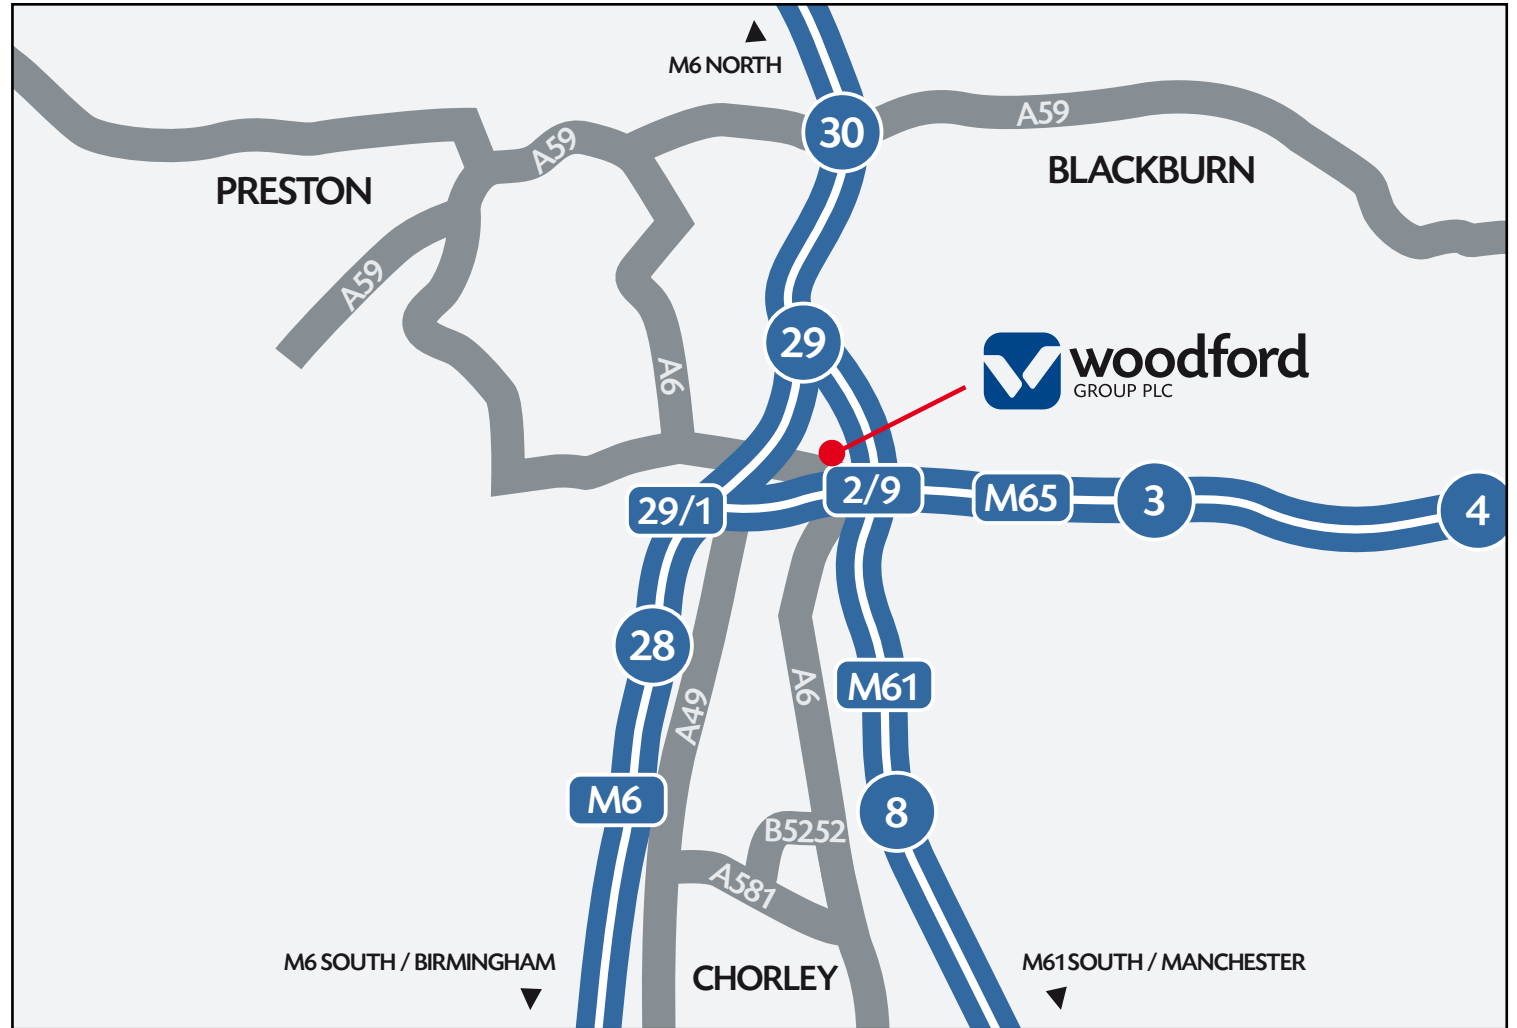 M6 NORTH
30
A59
A59
BLACKBURN
PRESTON
A59
29
woodford
GROUP PLC
A6
2/9
M65
3
4
29/1
28
A6
M61
A49
M6
8
B5252
A581
M6 SOUTH / BIRMINGHAM
CHORLEY
M61 SOUTH / MANCHESTER